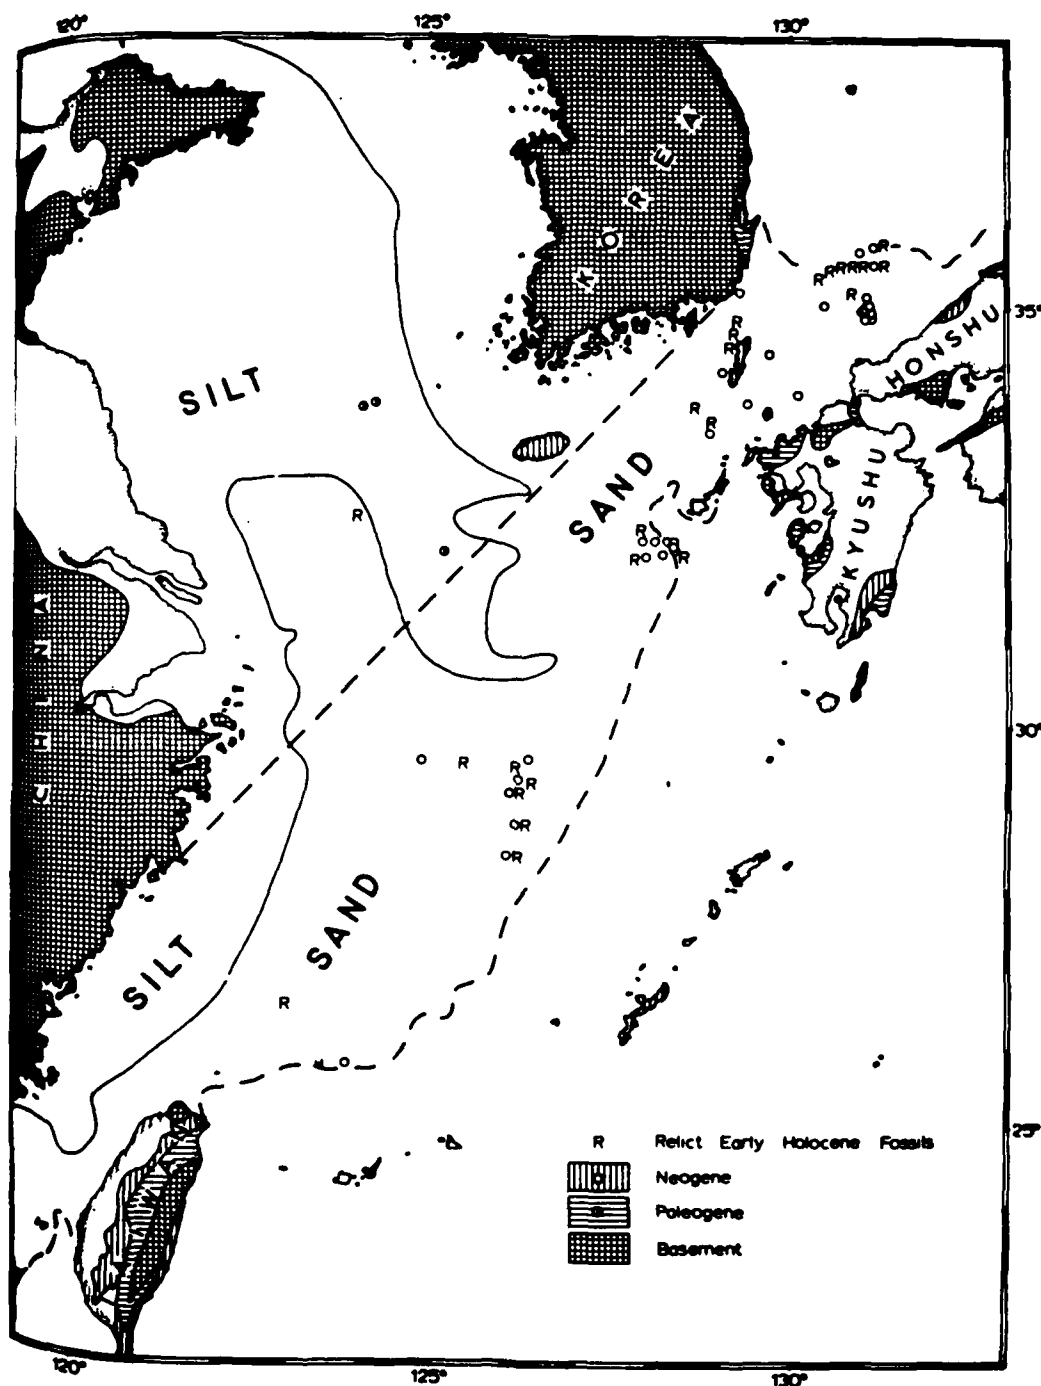 120° 125° 130°
KOREA
R
R R R R R R R
R
35°
HONSHU
R
R
R
SILT
R
R
SAND
KYUSHU
R
R
R
R R
CHINA
30°
R
R
R
R
R
R
SAND
SILT
R
25°
R Relict Early Holocene Fossils
Neogene
Paleogene
Basement
120° 125° 130°